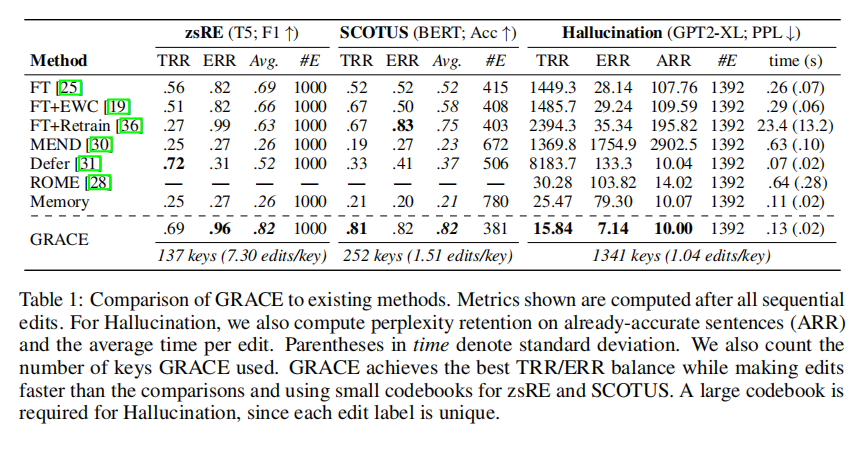 zsRE (T5; F1 ↑) SCOTUS (BERT; Acc ↑) Hallucination (GPT2-XL; PPL ↓)
Method TRR ERR Avg. #E TRR ERR Avg. #E TRR ERR ARR #E time (s)
FT [25] .56 .82 .69 1000 .52 .52 .52 415 1449.3 28.14 107.76 1392 .26 (.07)
FT+EWC [19] .51 .82 .66 1000 .67 .50 .58 408 1485.7 29.24 109.59 1392 .29 (.06)
FT+Retrain [36] .27 .99 .63 1000 .67 .83 .75 403 2394.3 35.34 195.82 1392 23.4 (13.2)
MEND [30] .25 .27 .26 1000 .19 .27 .23 672 1369.8 1754.9 2902.5 1392 .63 (.10)
Defer [31] .72 .31 .52 1000 .33 .41 .37 506 8183.7 133.3 10.04 1392 .07 (.02)
ROME [28] — — — — — — — — 30.28 103.82 14.02 1392 .64 (.28)
Memory .25 .27 .26 1000 .21 .20 .21 780 25.47 79.30 10.07 1392 .11 (.02)
GRACE .69 .96 .82 1000 .81 .82 .82 381 15.84 7.14 10.00 1392 .13 (.02)
137 keys (7.30 edits/key) 252 keys (1.51 edits/key) 1341 keys (1.04 edits/key)
Table 1: Comparison of GRACE to existing methods. Metrics shown are computed after all sequential
edits. For Hallucination, we also compute perplexity retention on already-accurate sentences (ARR)
and the average time per edit. Parentheses in time denote standard deviation. We also count the
number of keys GRACE used. GRACE achieves the best TRR/ERR balance while making edits
faster than the comparisons and using small codebooks for zsRE and SCOTUS. A large codebook is
required for Hallucination, since each edit label is unique.